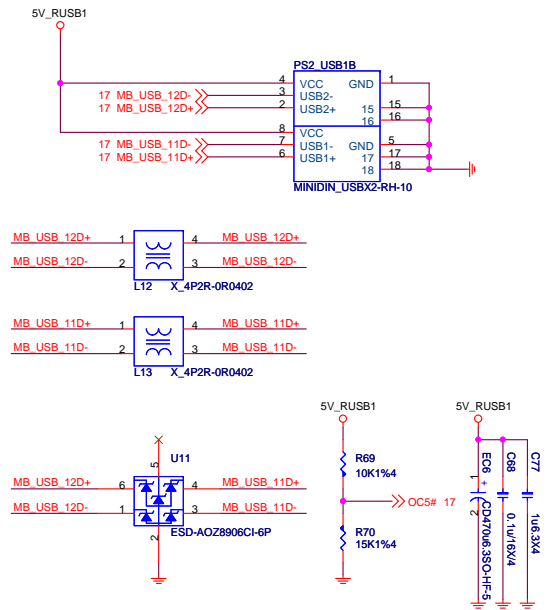 5V_RUSB1
PS2_USB1B
4 VCC GND 1
17 MB_USB_12D- 3 USB2-
17 MB_USB_12D+ 2 USB2+ 15 15
16 16
8 VCC
17 MB_USB_11D- 7 USB1- GND 5
17 MB_USB_11D+ 6 USB1+ 17 17
18 18
MINIDIN_USBX2-RH-10
MB_USB_12D+ 1 4 MB_USB_12D+
MB_USB_12D- 2 3 MB_USB_12D-
L12 X_4P2R-0R0402
MB_USB_11D+ 1 4 MB_USB_11D+
MB_USB_11D- 2 3 MB_USB_11D-
L13 X_4P2R-0R0402
U11
5
MB_USB_12D+ 6 4 MB_USB_11D+
MB_USB_12D- 1 3 MB_USB_11D-
2
ESD-AOZ8906CI-6P
5V_RUSB1
R69
10K1%4
OC5# 17
R70
15K1%4
5V_RUSB1
EC6
1
+
2
CD470u6.3SO-HF-5
C68
0.1u/16X/4
C77
1u6.3X4